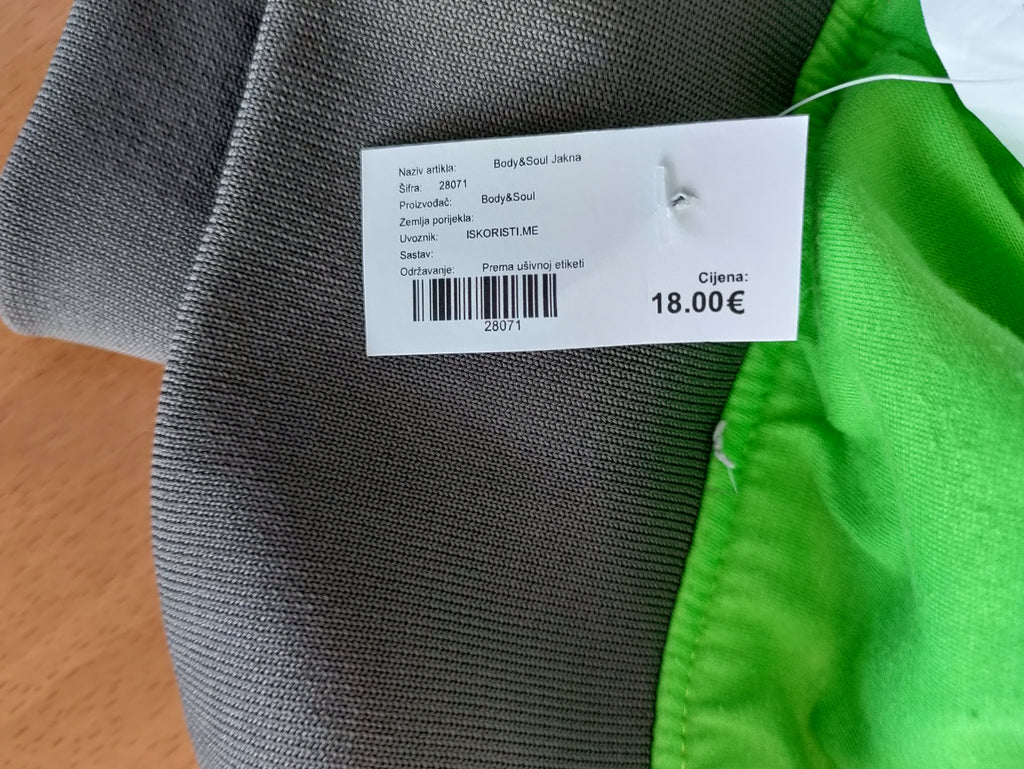 Naziv artikla: Body&Soul Jakna
Šifra: 28071
Proizvođač: Body&Soul
Zemlja porijekla:
Uvoznik: ISKORISTI.ME
Sastav:
Održavanje: Prema ušivnoj etiketi
28071
Cijena:
18.00€